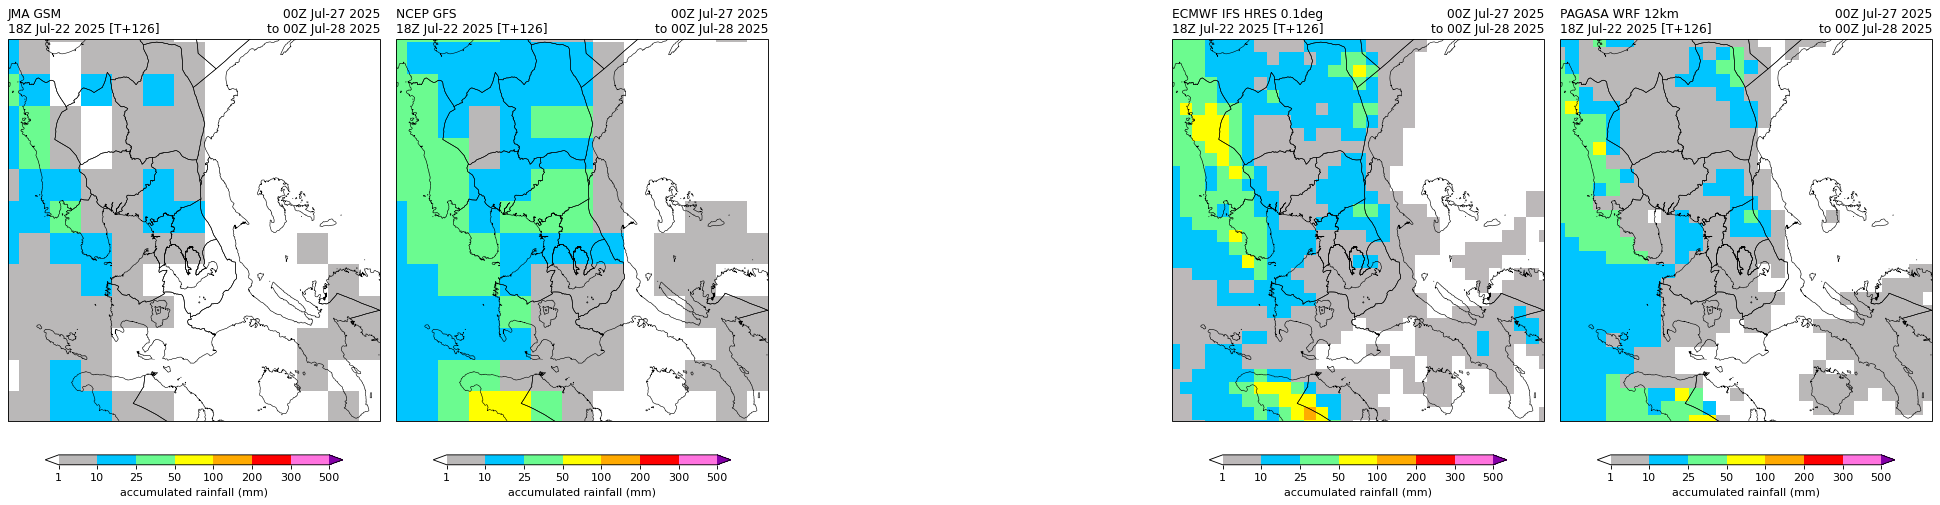 JMA GSM 00Z Jul-27 2025
18Z Jul-22 2025 [T+126] to 00Z Jul-28 2025
NCEP GFS 00Z Jul-27 2025
18Z Jul-22 2025 [T+126] to 00Z Jul-28 2025
ECMWF IFS HRES 0.1deg 00Z Jul-27 2025
18Z Jul-22 2025 [T+126] to 00Z Jul-28 2025
PAGASA WRF 12km 00Z Jul-27 2025
18Z Jul-22 2025 [T+126] to 00Z Jul-28 2025
1 10 25 50 100 200 300 500
accumulated rainfall (mm)
1 10 25 50 100 200 300 500
accumulated rainfall (mm)
1 10 25 50 100 200 300 500
accumulated rainfall (mm)
1 10 25 50 100 200 300 500
accumulated rainfall (mm)